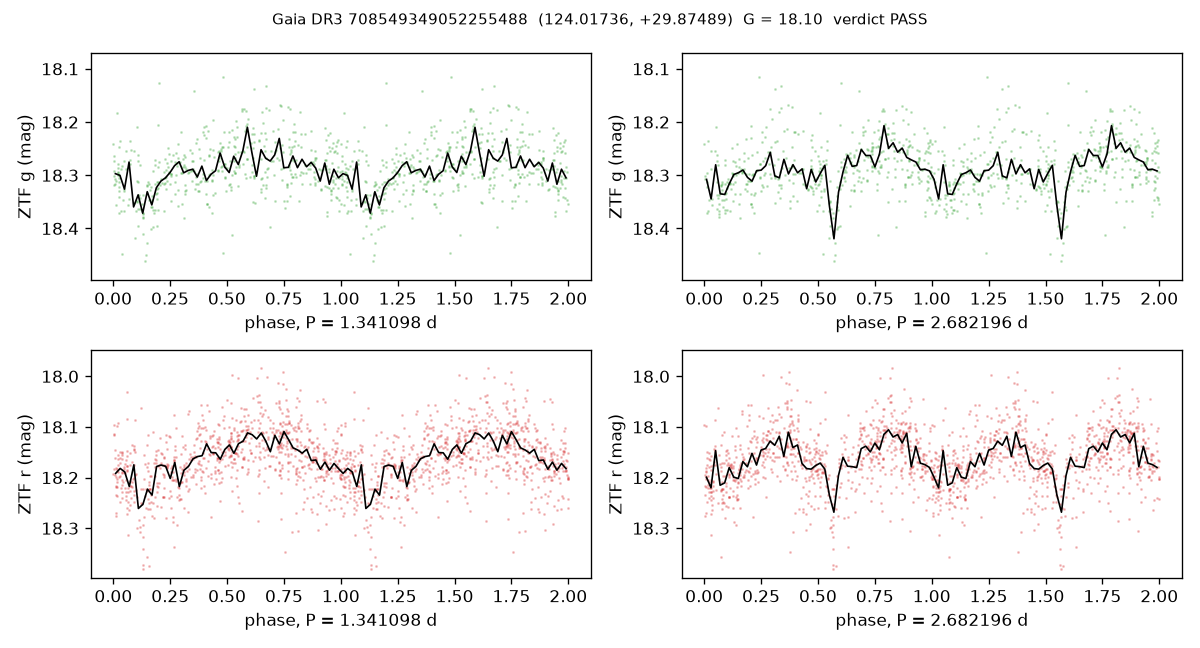 Gaia DR3 708549349052255488 (124.01736, +29.87489) G = 18.10 verdict PASS
ZTF g (mag)
18.1
18.2
18.3
18.4
0.00 0.25 0.50 0.75 1.00 1.25 1.50 1.75 2.00
phase, P = 1.341098 d
ZTF g (mag)
18.1
18.2
18.3
18.4
0.00 0.25 0.50 0.75 1.00 1.25 1.50 1.75 2.00
phase, P = 2.682196 d
ZTF r (mag)
18.0
18.1
18.2
18.3
0.00 0.25 0.50 0.75 1.00 1.25 1.50 1.75 2.00
phase, P = 1.341098 d
ZTF r (mag)
18.0
18.1
18.2
18.3
0.00 0.25 0.50 0.75 1.00 1.25 1.50 1.75 2.00
phase, P = 2.682196 d